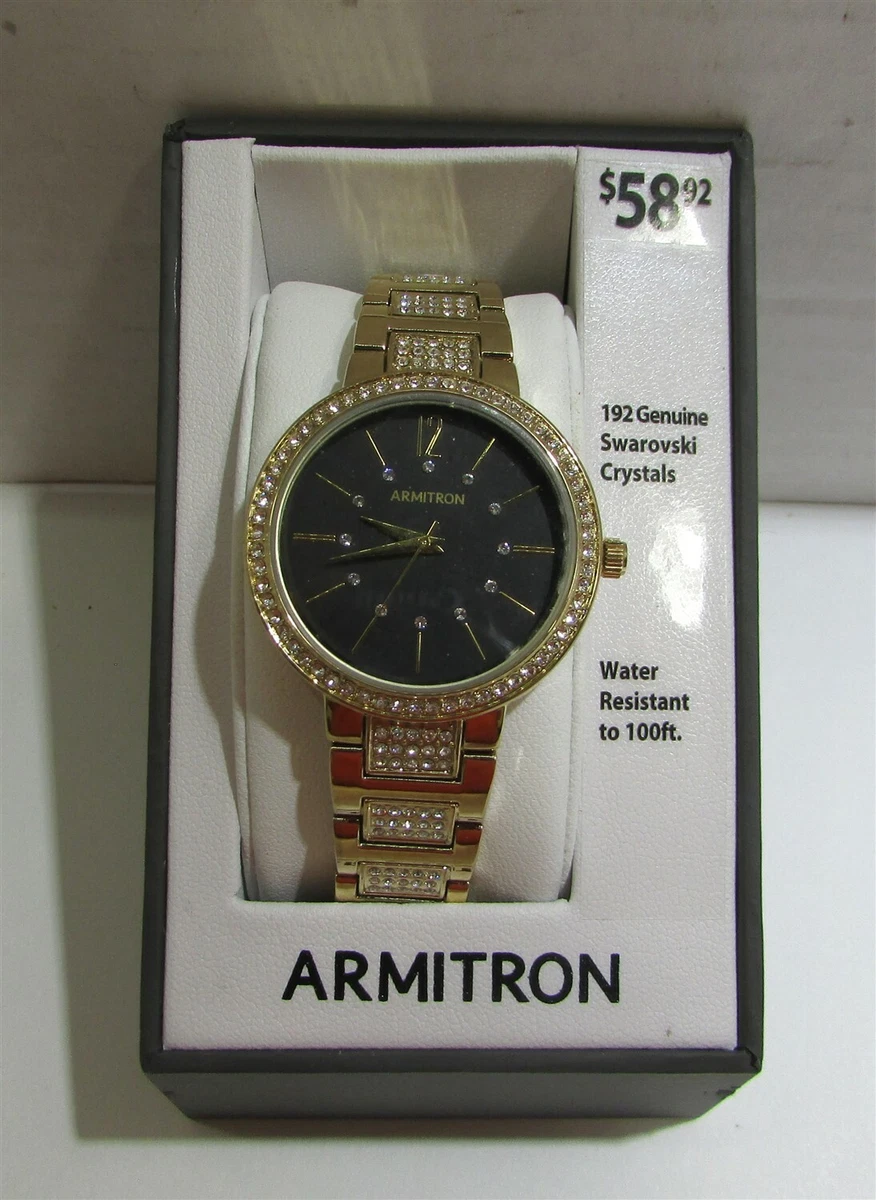 $58.92
12
ARMITRON
192 Genuine
Swarovski
Crystals
Water
Resistant
to 100ft.
ARMITRON